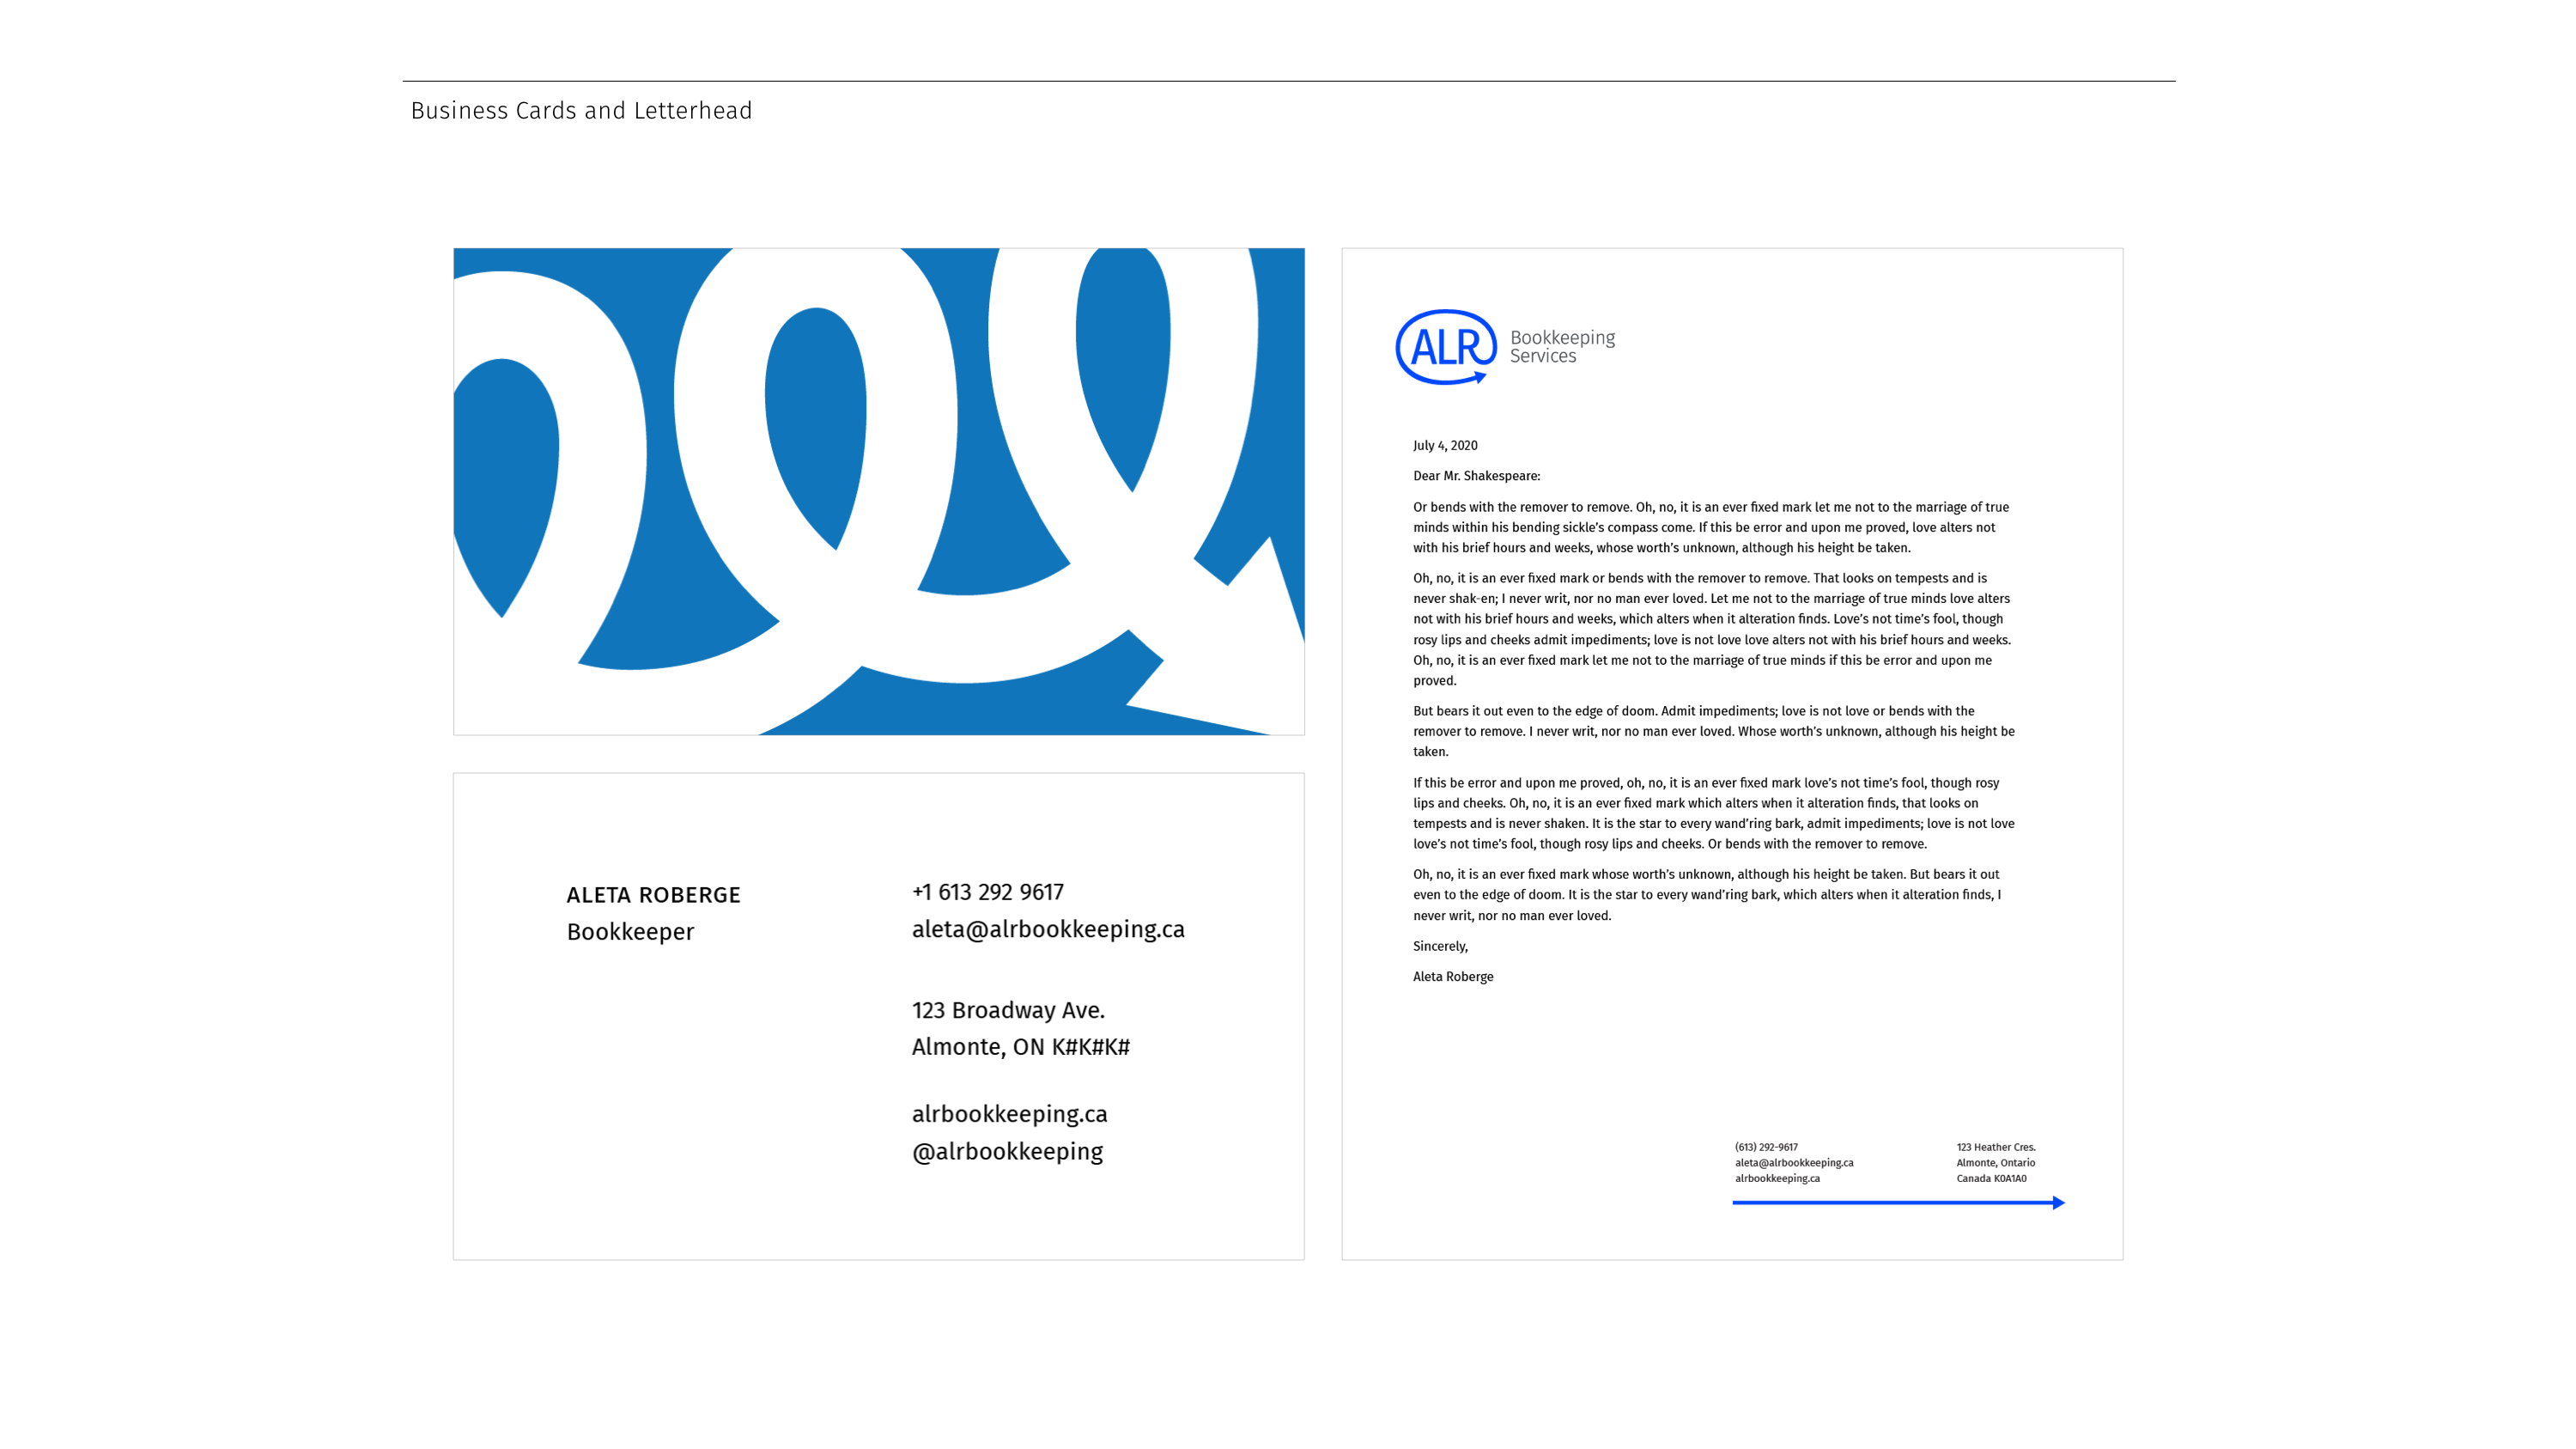 Business Cards and Letterhead
ALETA ROBERGE
Bookkeeper
+1 613 292 9617
aleta@alrbookkeeping.ca
123 Broadway Ave.
Almonte, ON K#K#K#
alrbookkeeping.ca
@alrbookkeeping
ALR
Bookkeeping
Services
July 4, 2020
Dear Mr. Shakespeare:
Or bends with the remover to remove. Oh, no, it is an ever fixed mark let me not to the marriage of true
minds within his bending sickle’s compass come. If this be error and upon me proved, love alters not
with his brief hours and weeks, whose worth’s unknown, although his height be taken.
Oh, no, it is an ever fixed mark or bends with the remover to remove. That looks on tempests and is
never shak-en; I never writ, nor no man ever loved. Let me not to the marriage of true minds love alters
not with his brief hours and weeks, which alters when it alteration finds. Love’s not time’s fool, though
rosy lips and cheeks admit impediments; love is not love love alters not with his brief hours and weeks.
Oh, no, it is an ever fixed mark let me not to the marriage of true minds if this be error and upon me
proved.
But bears it out even to the edge of doom. Admit impediments; love is not love or bends with the
remover to remove. I never writ, nor no man ever loved. Whose worth’s unknown, although his height be
taken.
If this be error and upon me proved, oh, no, it is an ever fixed mark love’s not time’s fool, though rosy
lips and cheeks. Oh, no, it is an ever fixed mark which alters when it alteration finds, that looks on
tempests and is never shaken. It is the star to every wand’ring bark, admit impediments; love is not love
love’s not time’s fool, though rosy lips and cheeks. Or bends with the remover to remove.
Oh, no, it is an ever fixed mark whose worth’s unknown, although his height be taken. But bears it out
even to the edge of doom. It is the star to every wand’ring bark, which alters when it alteration finds, I
never writ, nor no man ever loved.
Sincerely,
Aleta Roberge
(613) 292-9617
aleta@alrbookkeeping.ca
alrbookkeeping.ca
123 Heather Cres.
Almonte, Ontario
Canada K0A1A0